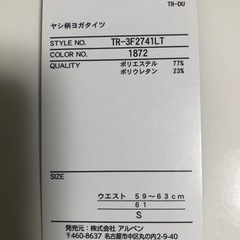 TR-DU
ヤシ柄ヨガタイツ
STYLE NO. TR-3F2741LT
COLOR NO. 1872
QUALITY ポリエステル 77%
ポリウレタン 23%
SIZE
ウエスト 59～63cm
61
S
発売元：株式会社 アルペン
〒460-8637 名古屋市中区丸の内2-9-40